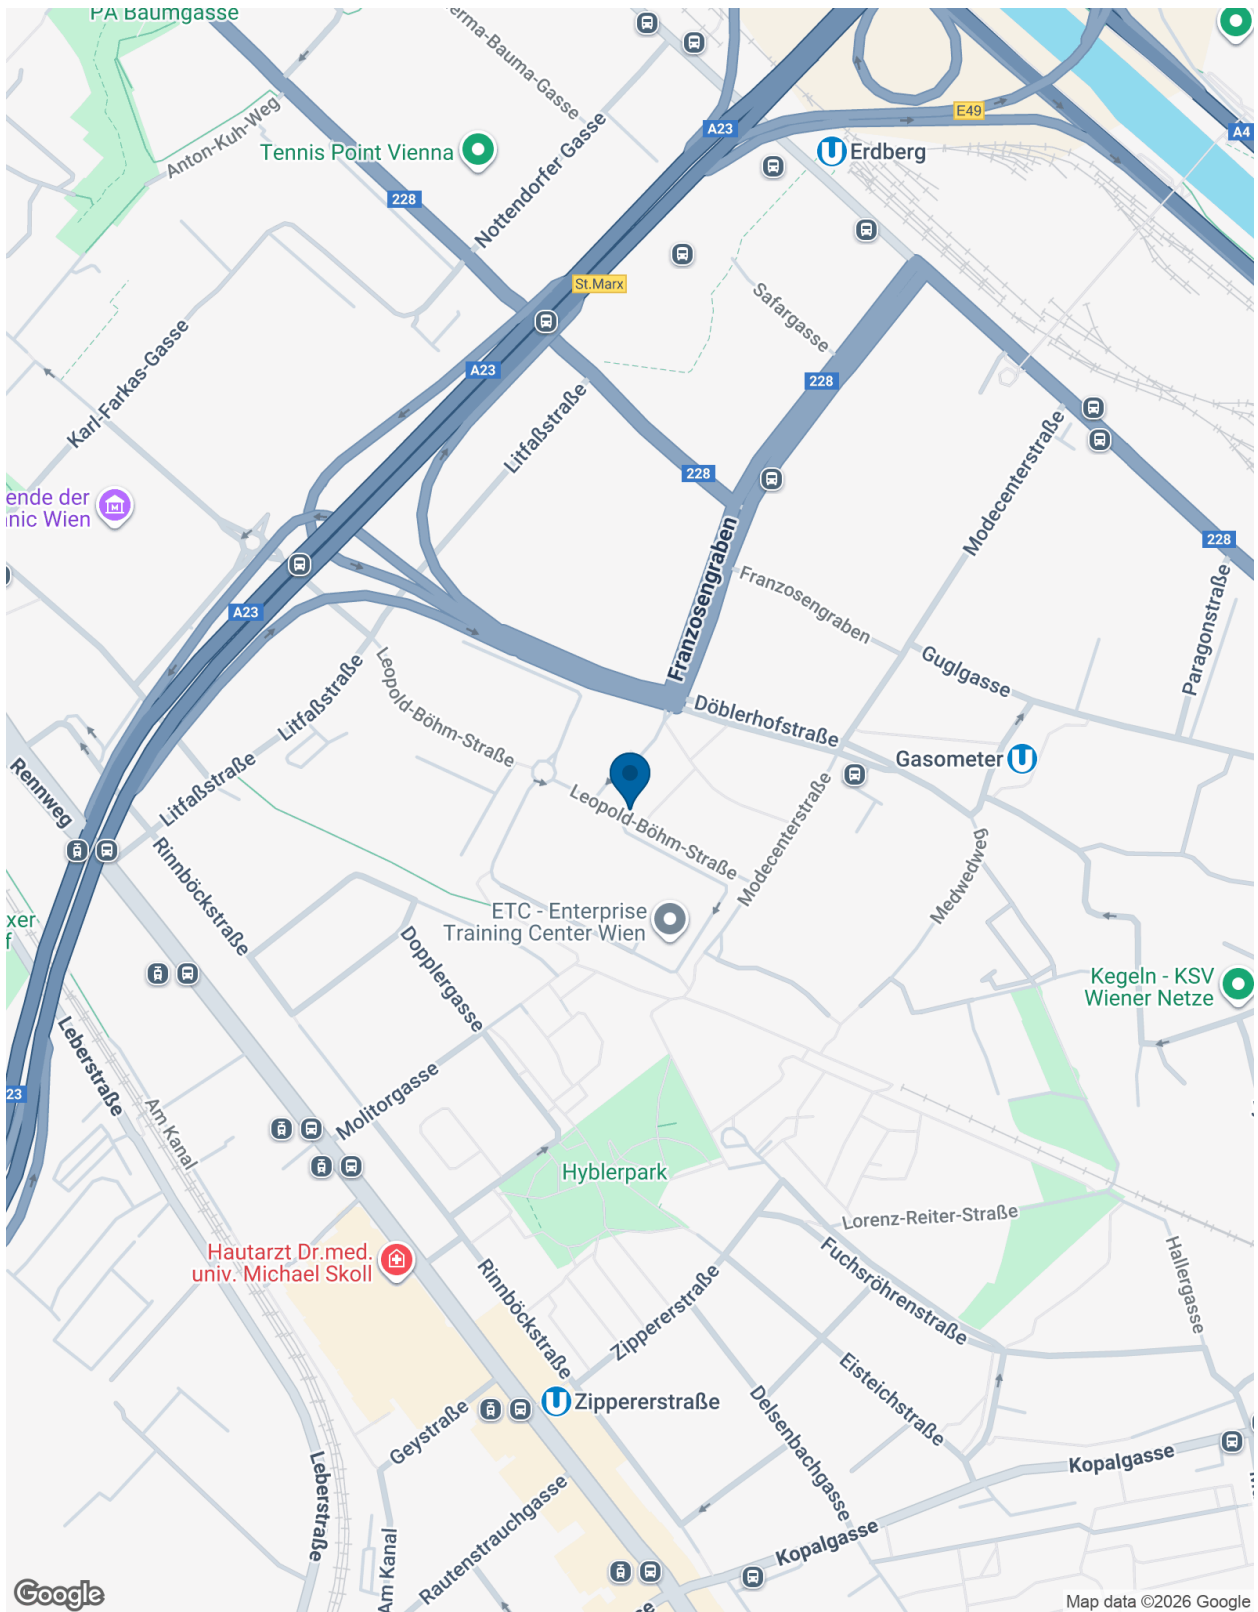 PA Baumgasse
erma-Bauma-Gasse
Anton-Kuh-Weg
Tennis Point Vienna
Nottendorfer Gasse
A23
E49
A4
Erdberg
228
St.Marx
Safargasse
Karl-Farkas-Gasse
A23
228
Litfaßstraße
228
Modecenterstraße
ende der
nic Wien
Franzosengraben
228
Franzosengraben
Paragonstraße
A23
Guglgasse
Leopold-Böhm-Straße
Litfaßstraße
Döblerhofstraße
Gasometer
Rennweg
Litfaßstraße
Leopold-Böhm-Straße
Modecenterstraße
Medwedweg
Rinnböckstraße
ETC - Enterprise
Training Center Wien
xer
f
Dopplergasse
Kegeln - KSV
Wiener Netze
Leberstraße
23
Am Kanal
Molitorgasse
Hyblerpark
Lorenz-Reiter-Straße
Hautarzt Dr.med.
univ. Michael Skoll
Fuchsröhrenstraße
Hallergasse
Rinnböckstraße
Zippererstraße
Eisteichstraße
Zippererstraße
Delsenbachgasse
Geystraße
Leberstraße
Kopalgasse
Rautenstrauchgasse
Kopalgasse
Am Kanal
sse
Google
Map data ©2026 Google